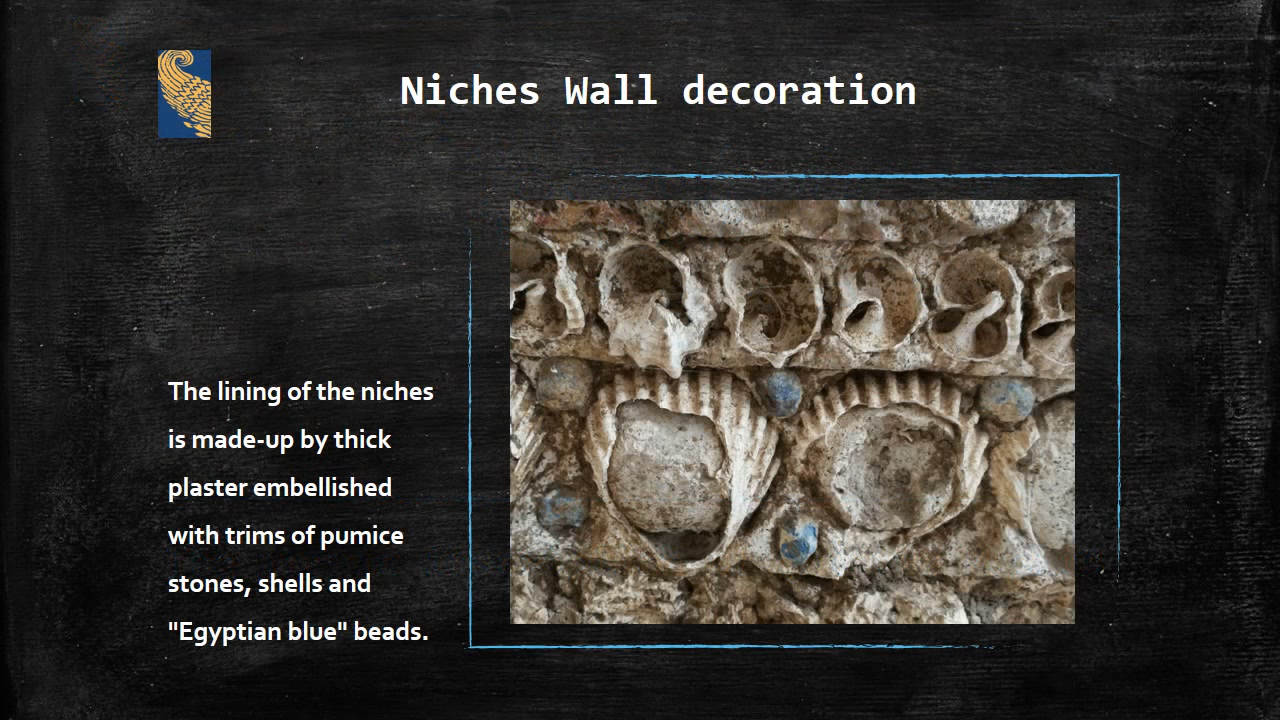 Niches Wall decoration
The lining of the niches
is made-up by thick
plaster embellished
with trims of pumice
stones, shells and
"Egyptian blue" beads.